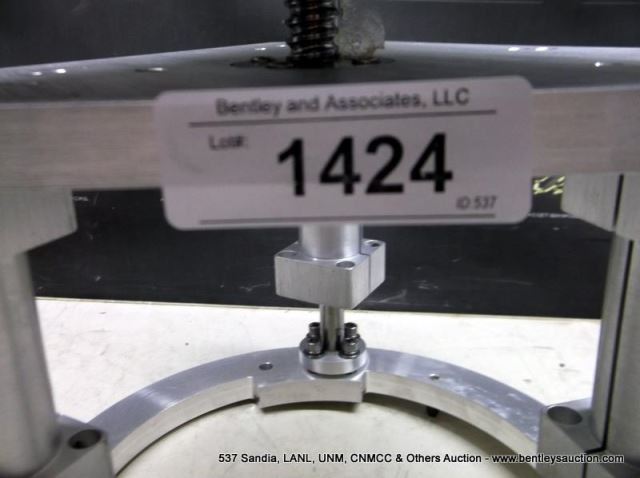 Bentley and Associates, LLC
Lot#:
1424
ID:537
537 Sandia, LANL, UNM, CNMCC & Others Auction - www.bentleysauction.com